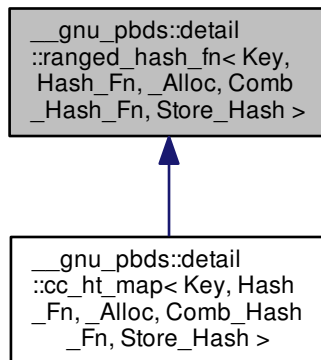 __gnu_pbds::detail
::ranged_hash_fn< Key,
Hash_Fn, _Alloc, Comb
_Hash_Fn, Store_Hash >
__gnu_pbds::detail
::cc_ht_map< Key, Hash
_Fn, _Alloc, Comb_Hash
_Fn, Store_Hash >